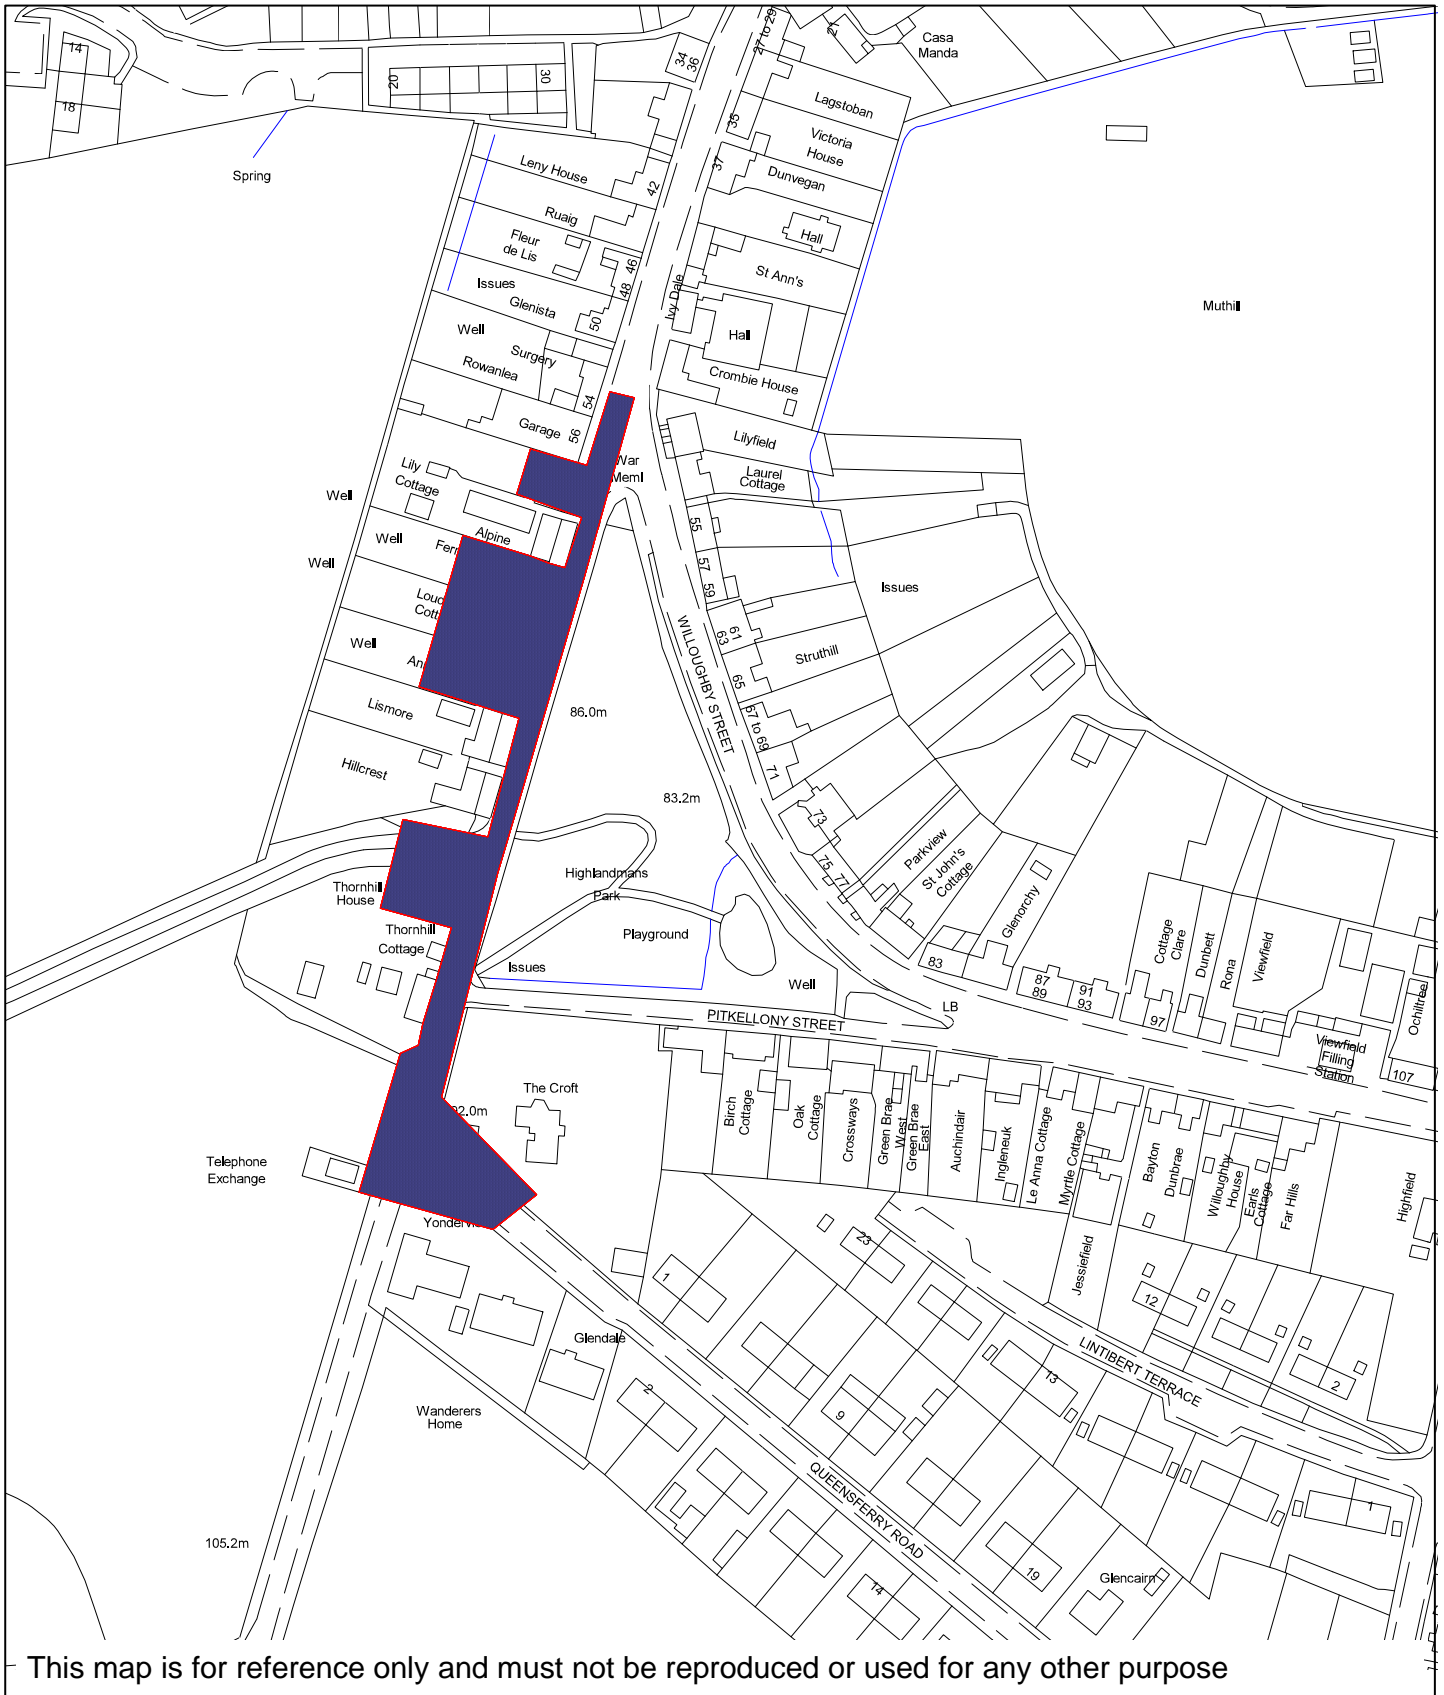 14
18
20
30
34
36
27 to 29
21
Casa
Manda
Spring
Leny House
42
35
Lagstoban
Victoria
House
37
Dunvegan
Ruaig
Fleur
de Lis
46
48
Hall
St Ann's
Issues
Glenista
50
Ivy Dale
Muthill
Well
Surgery
Rowanlea
54
Hall
Crombie House
Garage
56
Lilyfield
Laurel
Cottage
War
Meml
Lily
Cottage
Well
Alpine
Well
Well
55
57
59
61
63
Issues
WILLOUGHBY STREET
Struthill
65
Well
Lismore
86.0m
67 to 69
71
Hillcrest
83.2m
73
75
77
Parkview
St John's
Cottage
Highlandmans
Park
Thornhill
House
Thornhill
Cottage
Playground
Issues
Well
Glenorchy
83
87
89
91
93
Cottage
Clare
97
Dunbett
Rona
Viewfield
Ochiltree
LB
PITKELLONY STREET
Viewfield
Filling
Station
107
The Croft
Birch
Cottage
Oak
Cottage
Crossways
Green Brae
West
Green Brae
East
Auchindair
Ingleneuk
Le Anna Cottage
Myrtle Cottage
Bayton
Dunbrae
Willoughby
House
Earls
Cottage
Far Hills
Highfield
Telephone
Exchange
Jessiefield
23
1
12
2
Glendale
LINTIBERT TERRACE
Wanderers
Home
2
9
13
QUEENSFERRY ROAD
1
105.2m
14
19
Glencairn
This map is for reference only and must not be reproduced or used for any other purpose